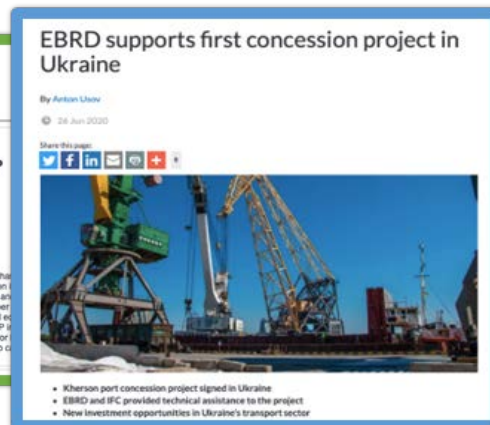 EBRD supports first concession project in
Ukraine
By Anton Usov
26 Jun 2020
Share this page:
Kherson port concession project signed in Ukraine
EBRD and IFC provided technical assistance to the project
New investment opportunities in Ukraine's transport sector